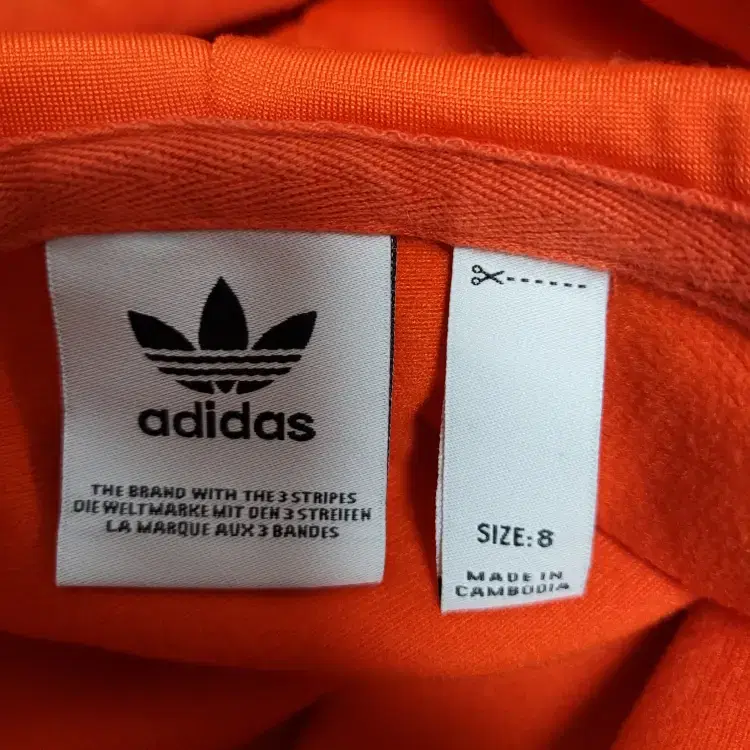 adidas
THE BRAND WITH THE 3 STRIPES
DIE WELTMARKE MIT DEN 3 STREIFEN
LA MARQUE AUX 3 BANDES
SIZE: 8
MADE IN
CAMBODIA